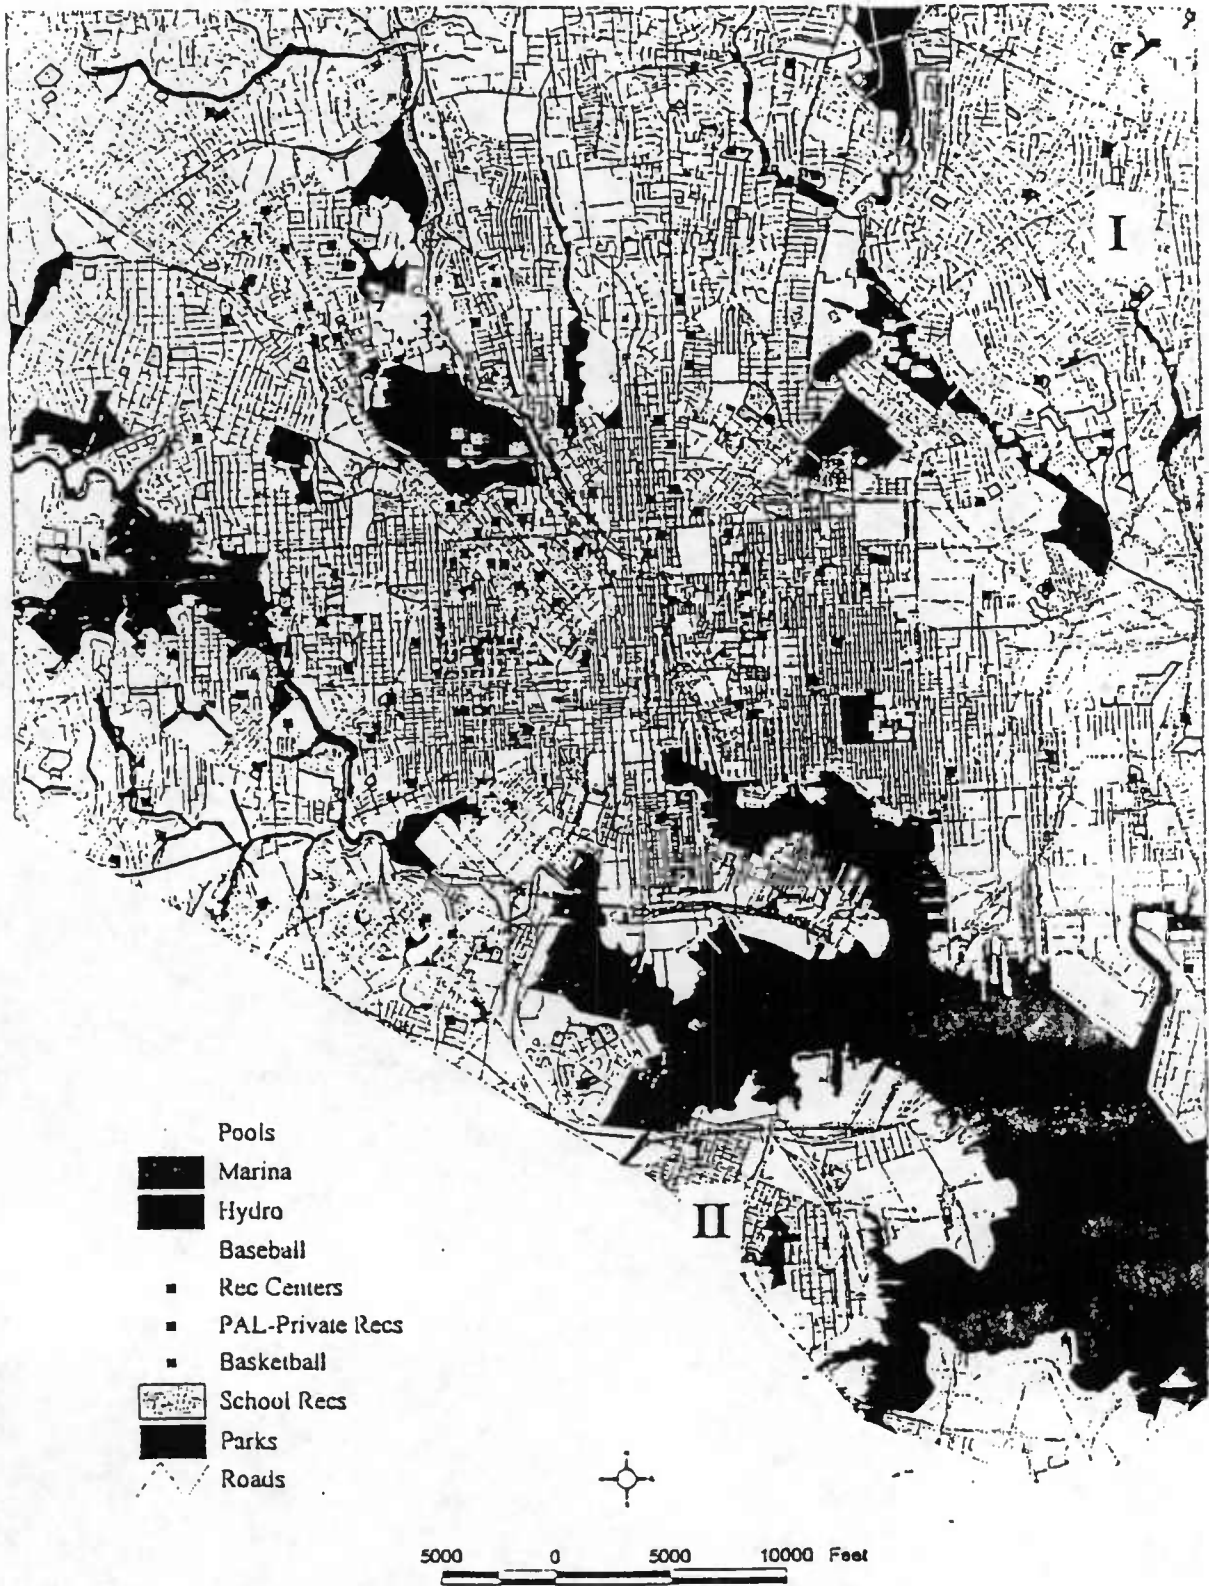 I
II
Pools
Marina
Hydro
Baseball
Rec Centers
PAL-Private Recs
Basketball
School Recs
Parks
Roads
5000 0 5000 10000 Feet